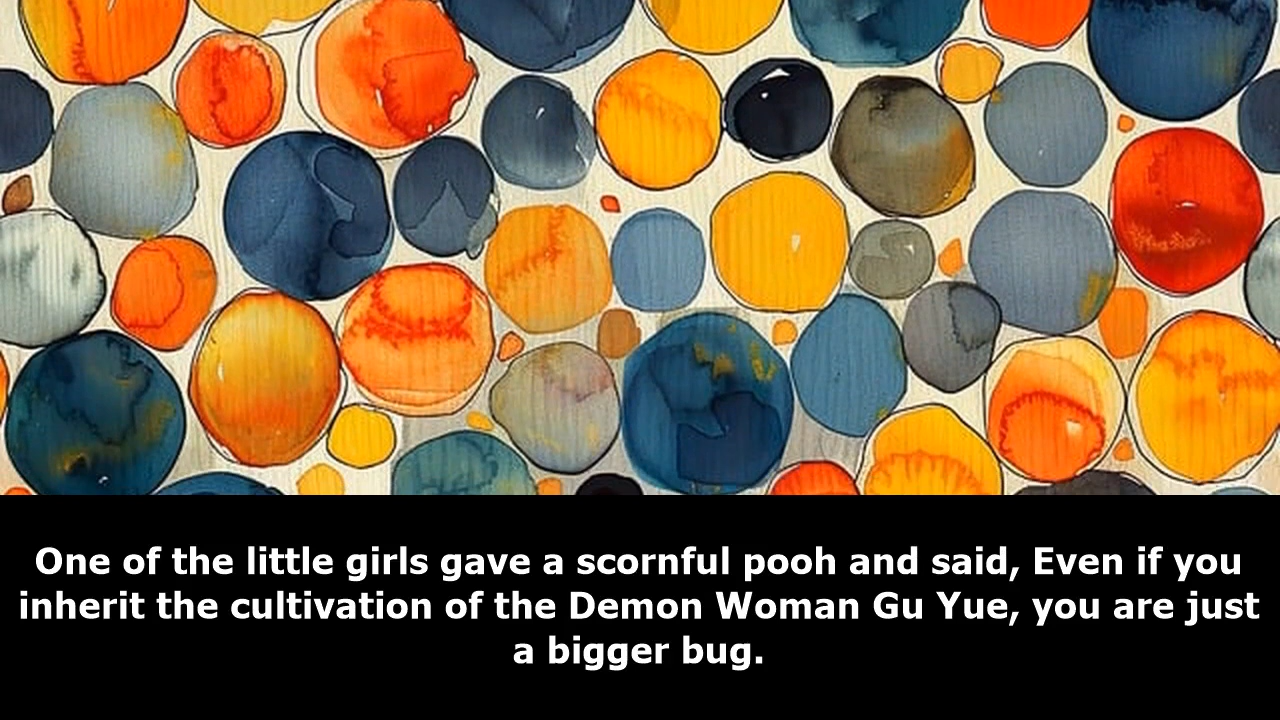 One of the little girls gave a scornful pooh and said, Even if you
inherit the cultivation of the Demon Woman Gu Yue, you are just
a bigger bug.